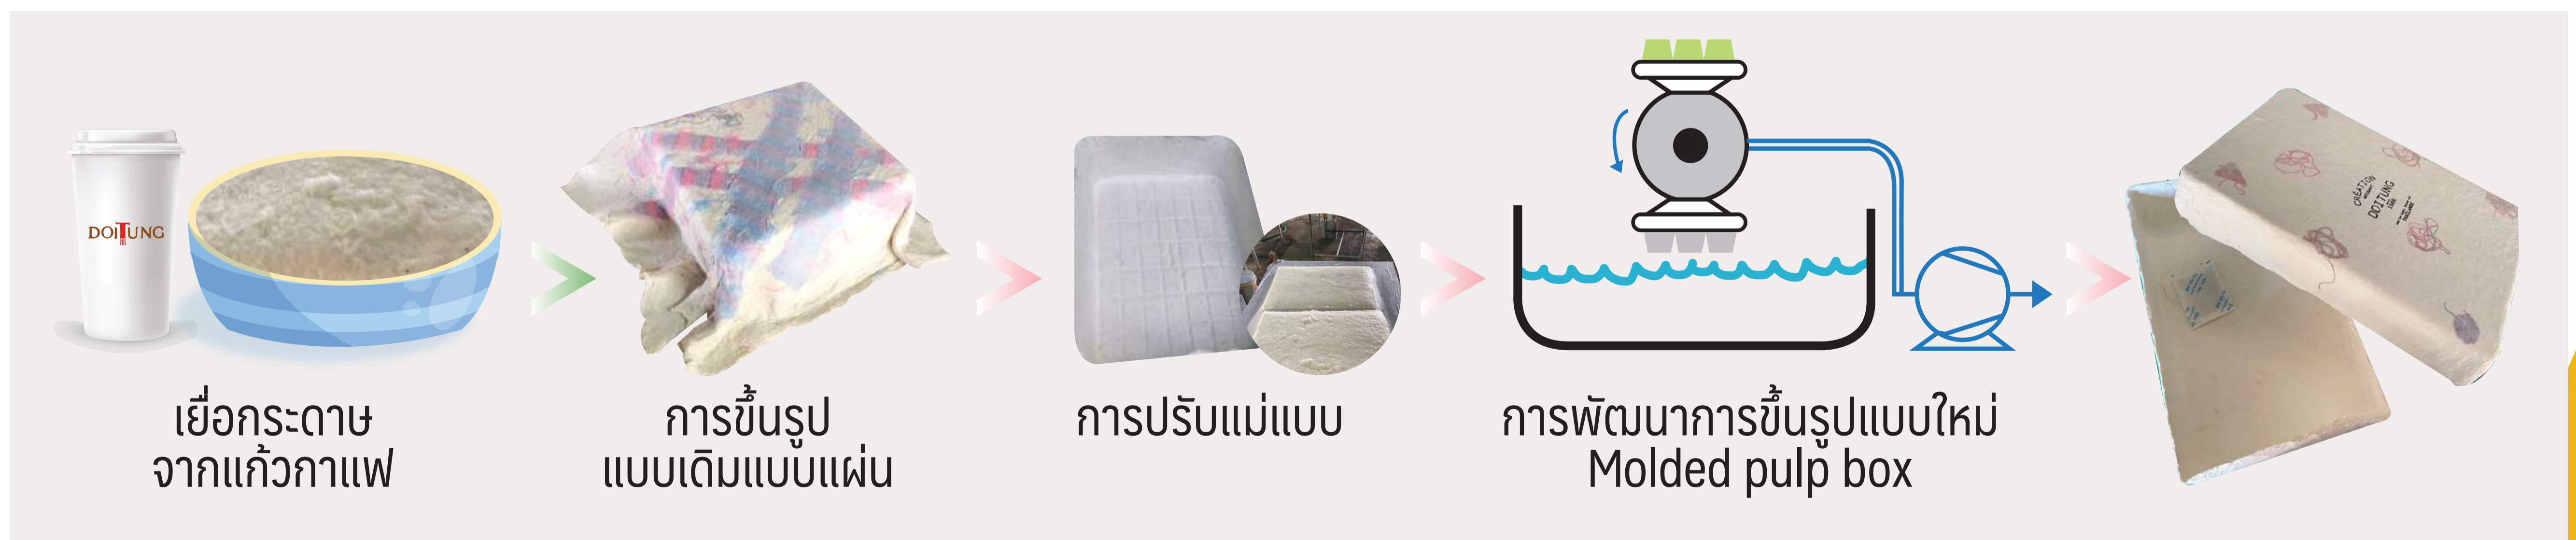 DOITUNG
เยื่อกระดาษ
จากแก้วกาแฟ
การขึ้นรูป
แบบเดิมแบบแผ่น
การปรับแม่แบบ
การพัฒนาการขึ้นรูปแบบใหม่
Molded pulp box
CRÉATION
DOITUNG